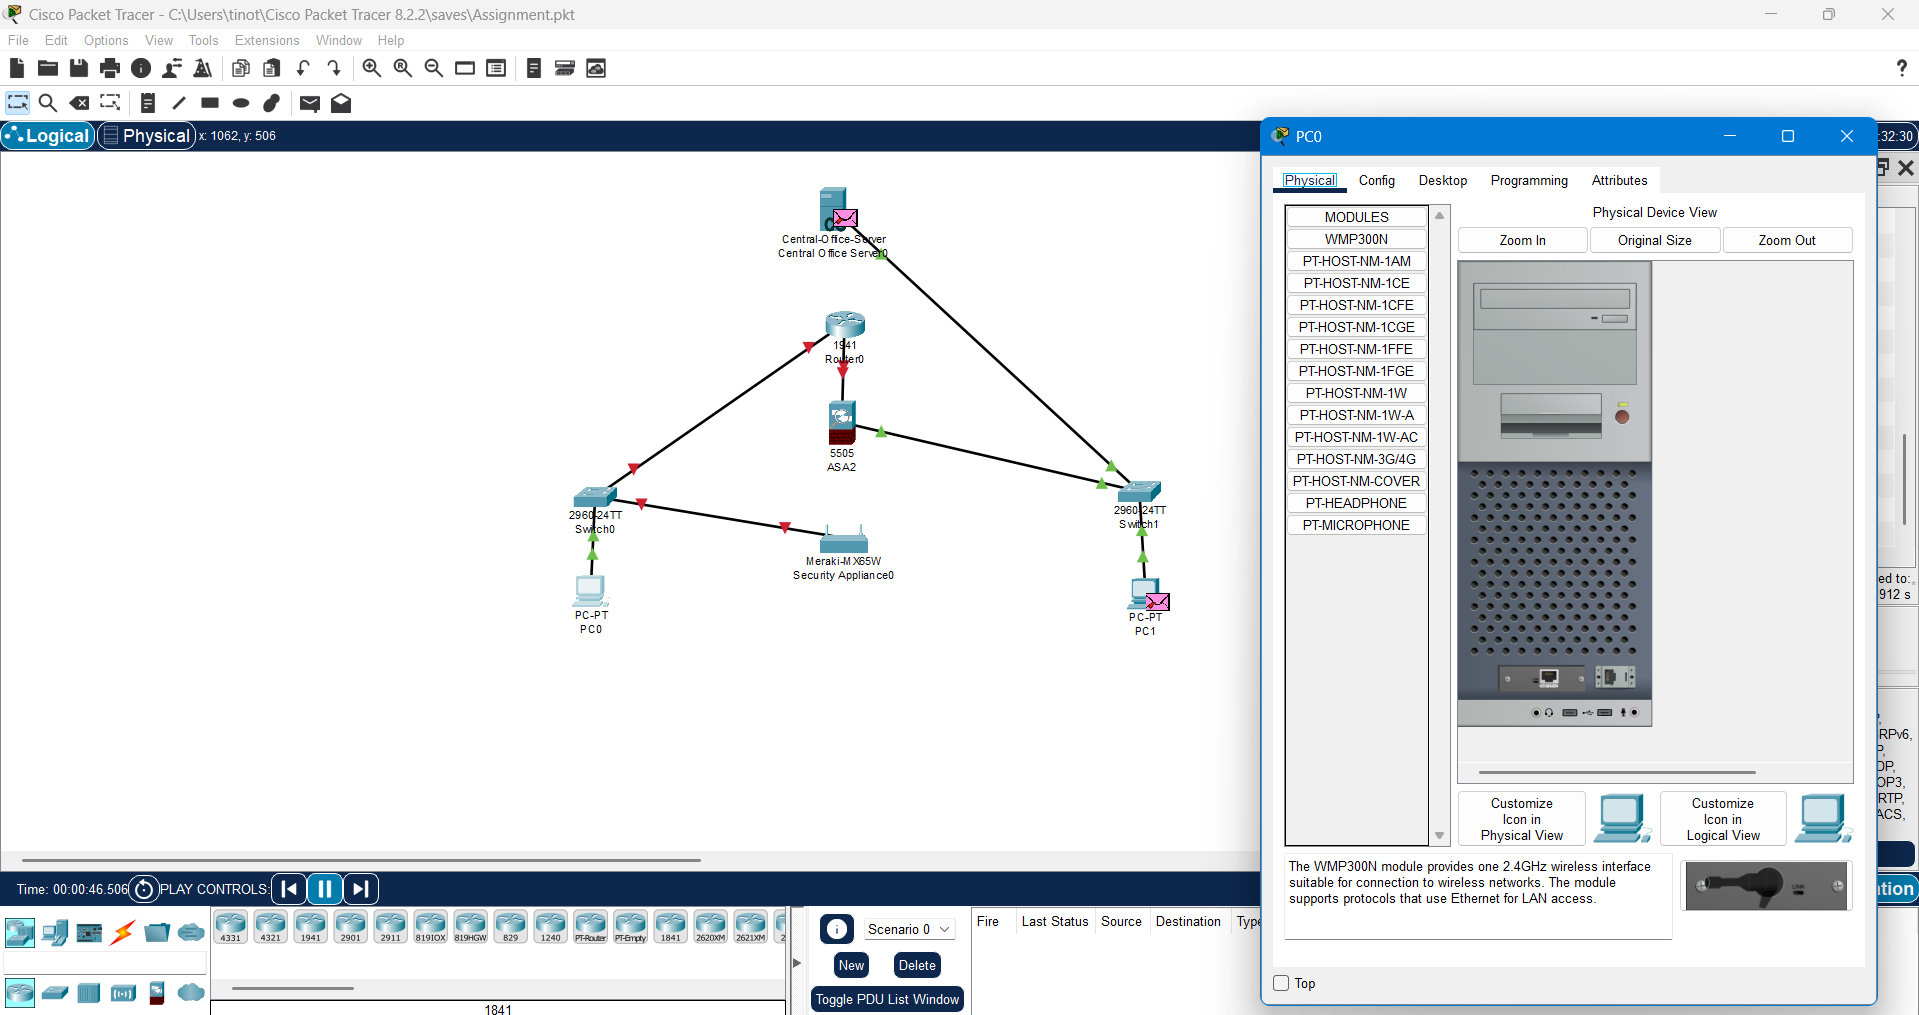 Cisco Packet Tracer - C:\Users\tinot\Cisco Packet Tracer 8.2.2\saves\Assignment.pkt
File Edit Options View Tools Extensions Window Help
Logical Physical x: 1062, y: 506
:32:30
Central-Office-Server
Central Office Server0
1941
Router0
5505
ASA2
2960-24TT
Switch0
2960-24TT
Switch1
Meraki-MX65W
Security Appliance0
PC-PT
PC0
PC-PT
PC1
PC0
Physical Config Desktop Programming Attributes
MODULES
WMP300N
PT-HOST-NM-1AM
PT-HOST-NM-1CE
PT-HOST-NM-1CFE
PT-HOST-NM-1CGE
PT-HOST-NM-1FFE
PT-HOST-NM-1FGE
PT-HOST-NM-1W
PT-HOST-NM-1W-A
PT-HOST-NM-1W-AC
PT-HOST-NM-3G/4G
PT-HOST-NM-COVER
PT-HEADPHONE
PT-MICROPHONE
Physical Device View
Zoom In Original Size Zoom Out
Customize
Icon in
Physical View
Customize
Icon in
Logical View
The WMP300N module provides one 2.4GHz wireless interface
suitable for connection to wireless networks. The module
supports protocols that use Ethernet for LAN access.
LINK
Top
ed to:
912 s
RPv6,
P,
DP,
OP3,
RTP,
ACS,
ation
Time: 00:00:46.506 PLAY CONTROLS:
4331 4321 1941 2901 2911 819IOX 819HGW 829 1240 PT-Router PT-Empty 1841 2620XM 2621XM 2
1841
Scenario 0
New Delete
Toggle PDU List Window
Fire Last Status Source Destination Type